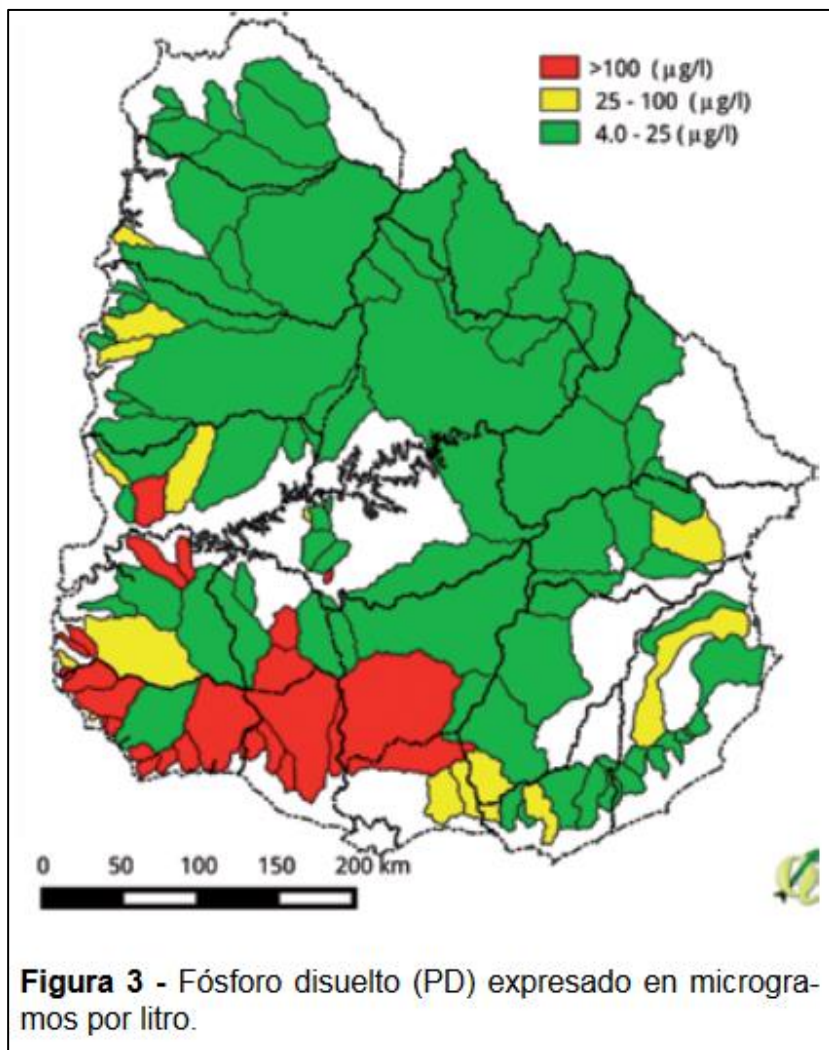 >100 (µg/l)
25 - 100 (µg/l)
4.0 - 25 (µg/l)
0 50 100 150 200 km
Figura 3 - Fósforo disuelto (PD) expresado en microgra-
mos por litro.